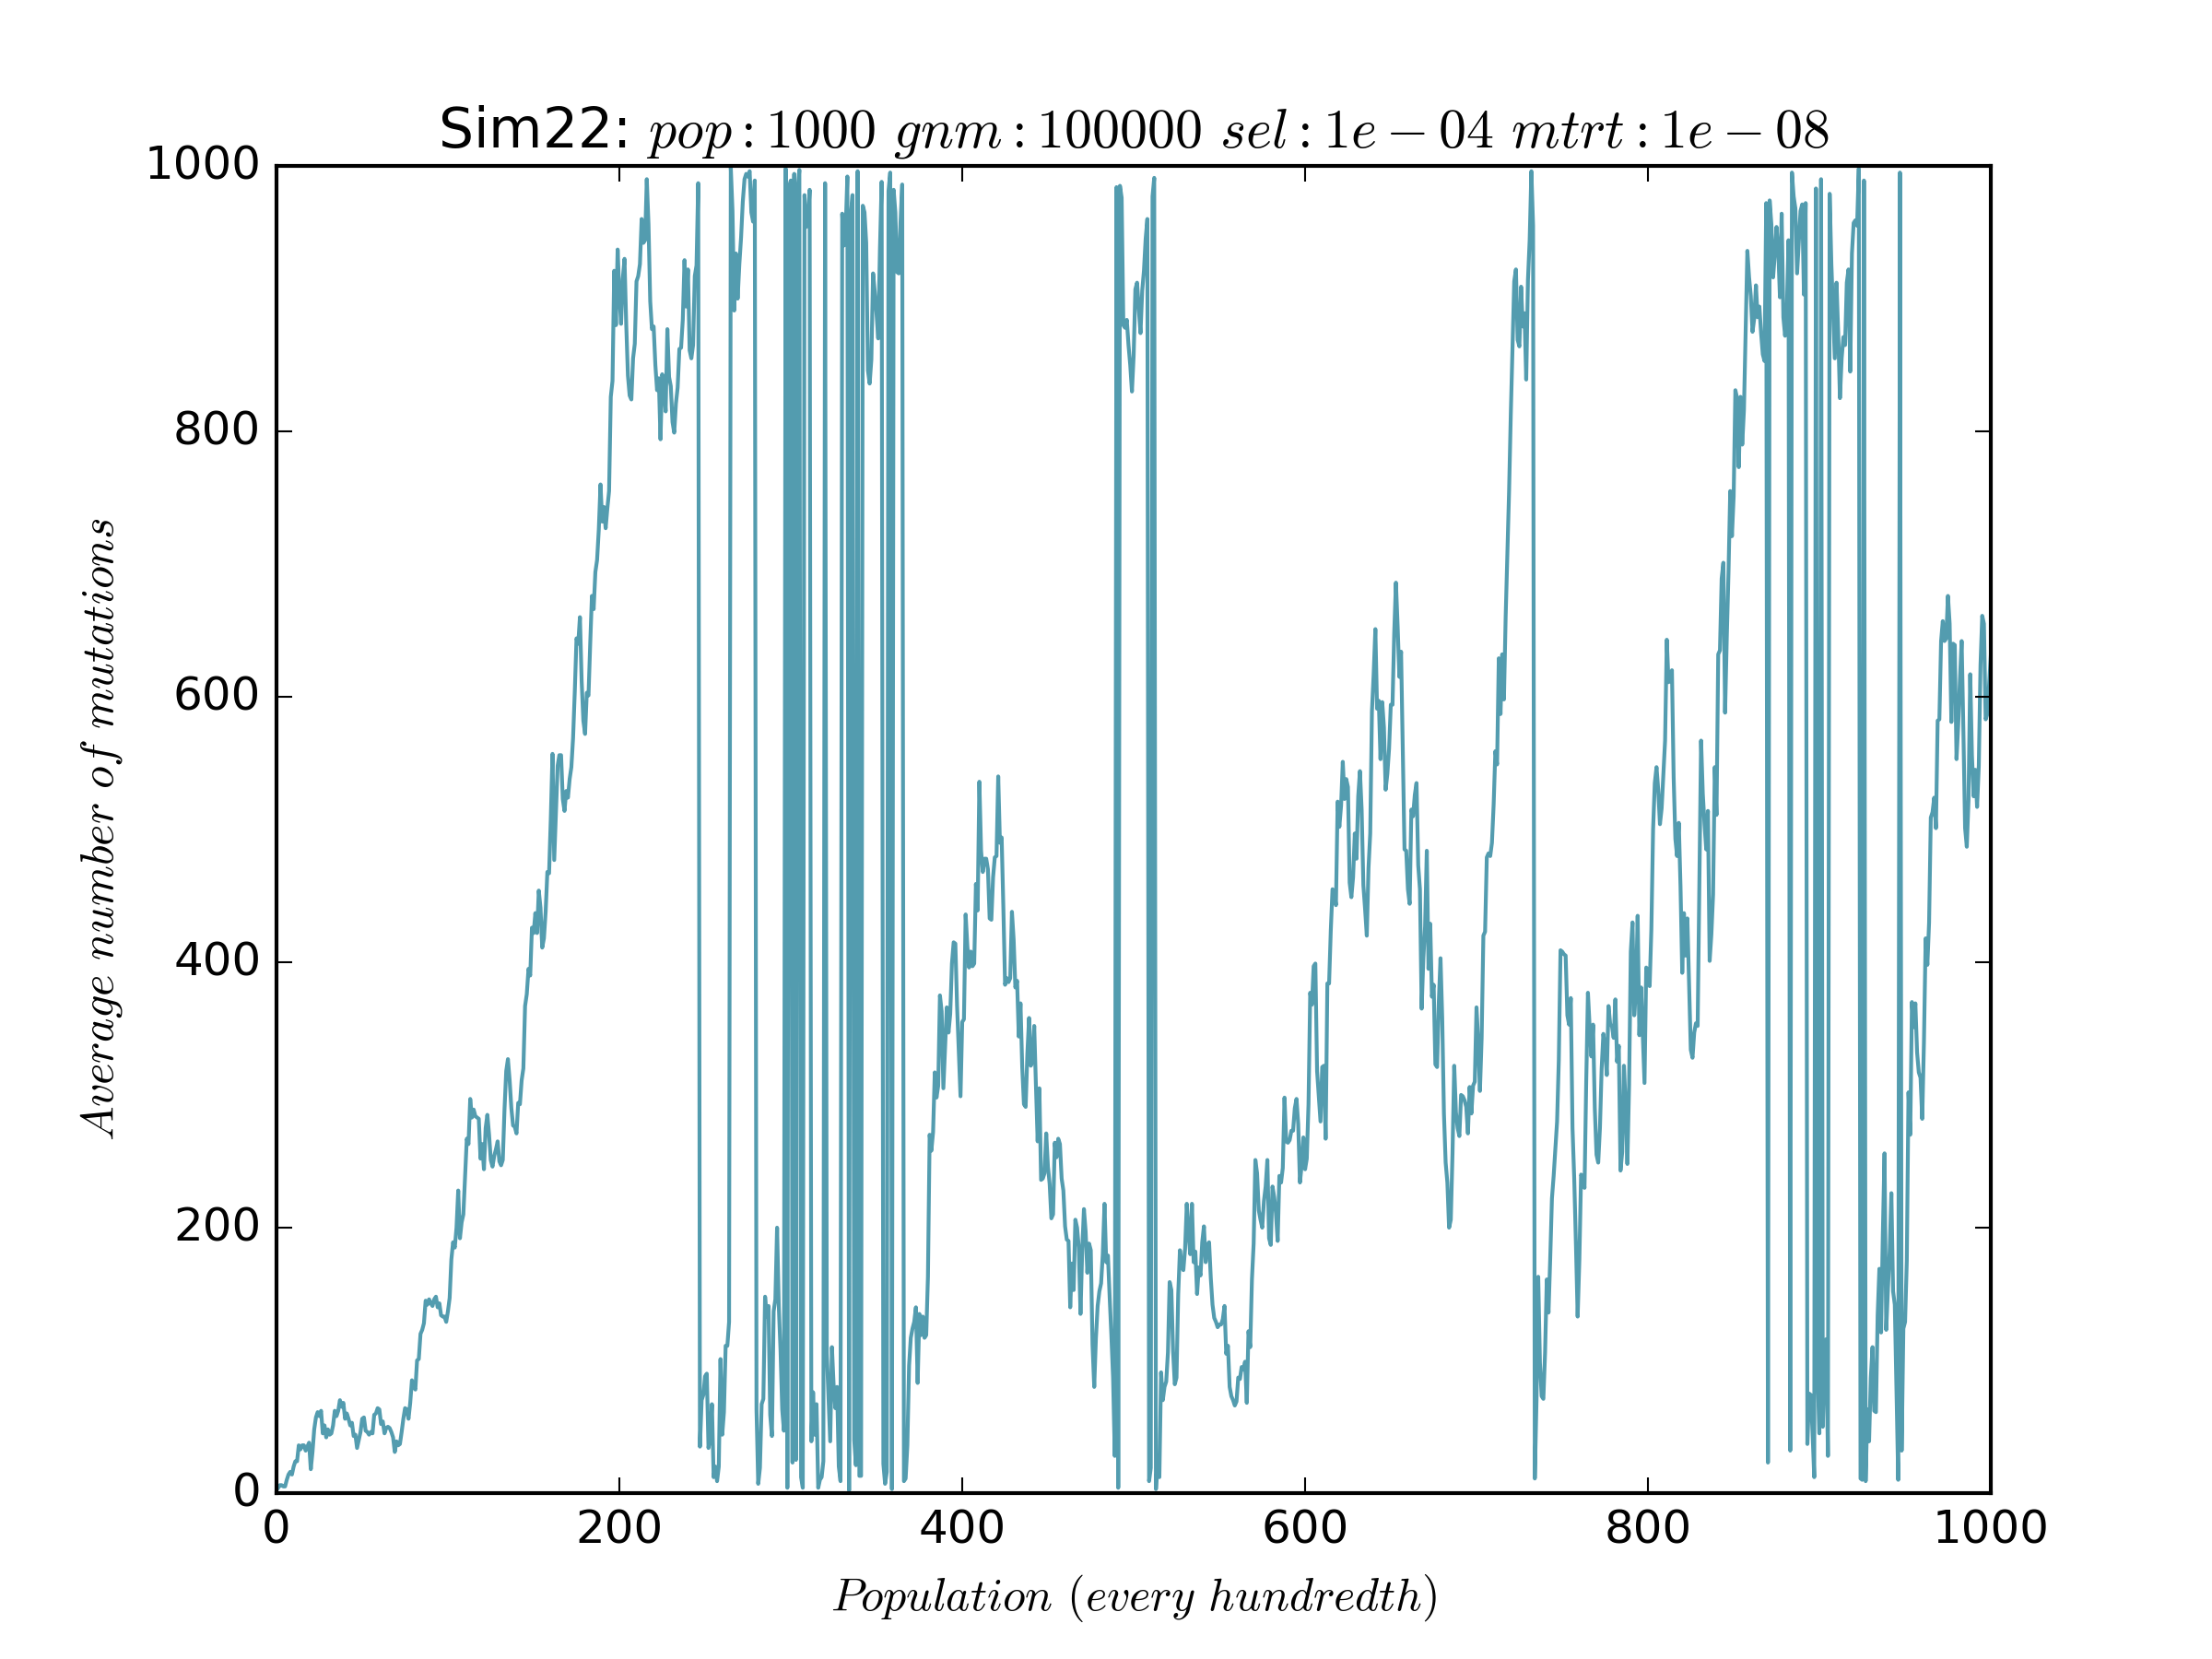 Sim22: pop : 1000 gnm : 100000 sel : 1e − 04 mtrt : 1e − 08
1000
800
600
400
200
0
Average number of mutations
0 200 400 600 800 1000
Population (every hundredth)